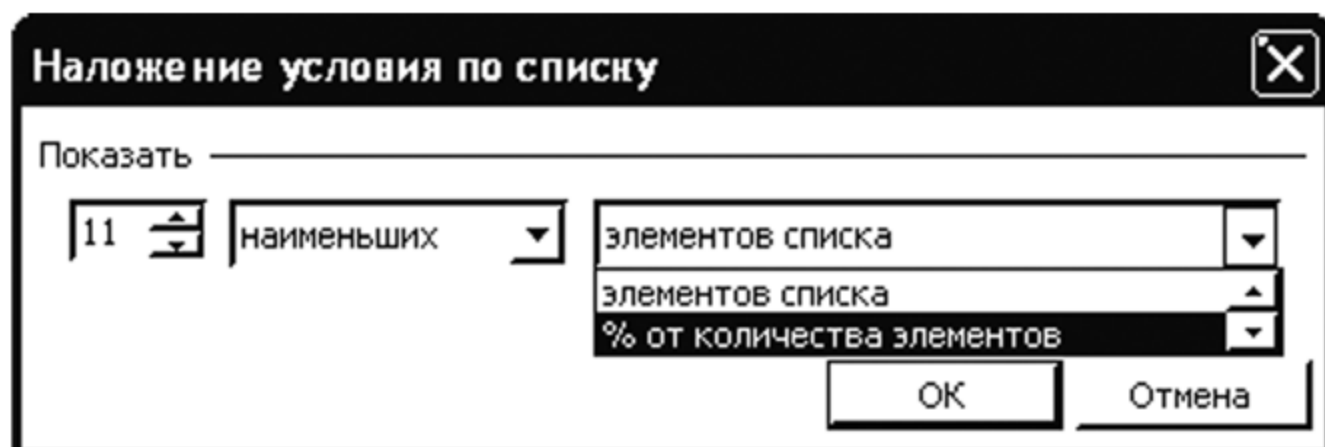 Наложение условия по списку
Показать
11 наименьших элементов списка
элементов списка
% от количества элементов
ОК Отмена